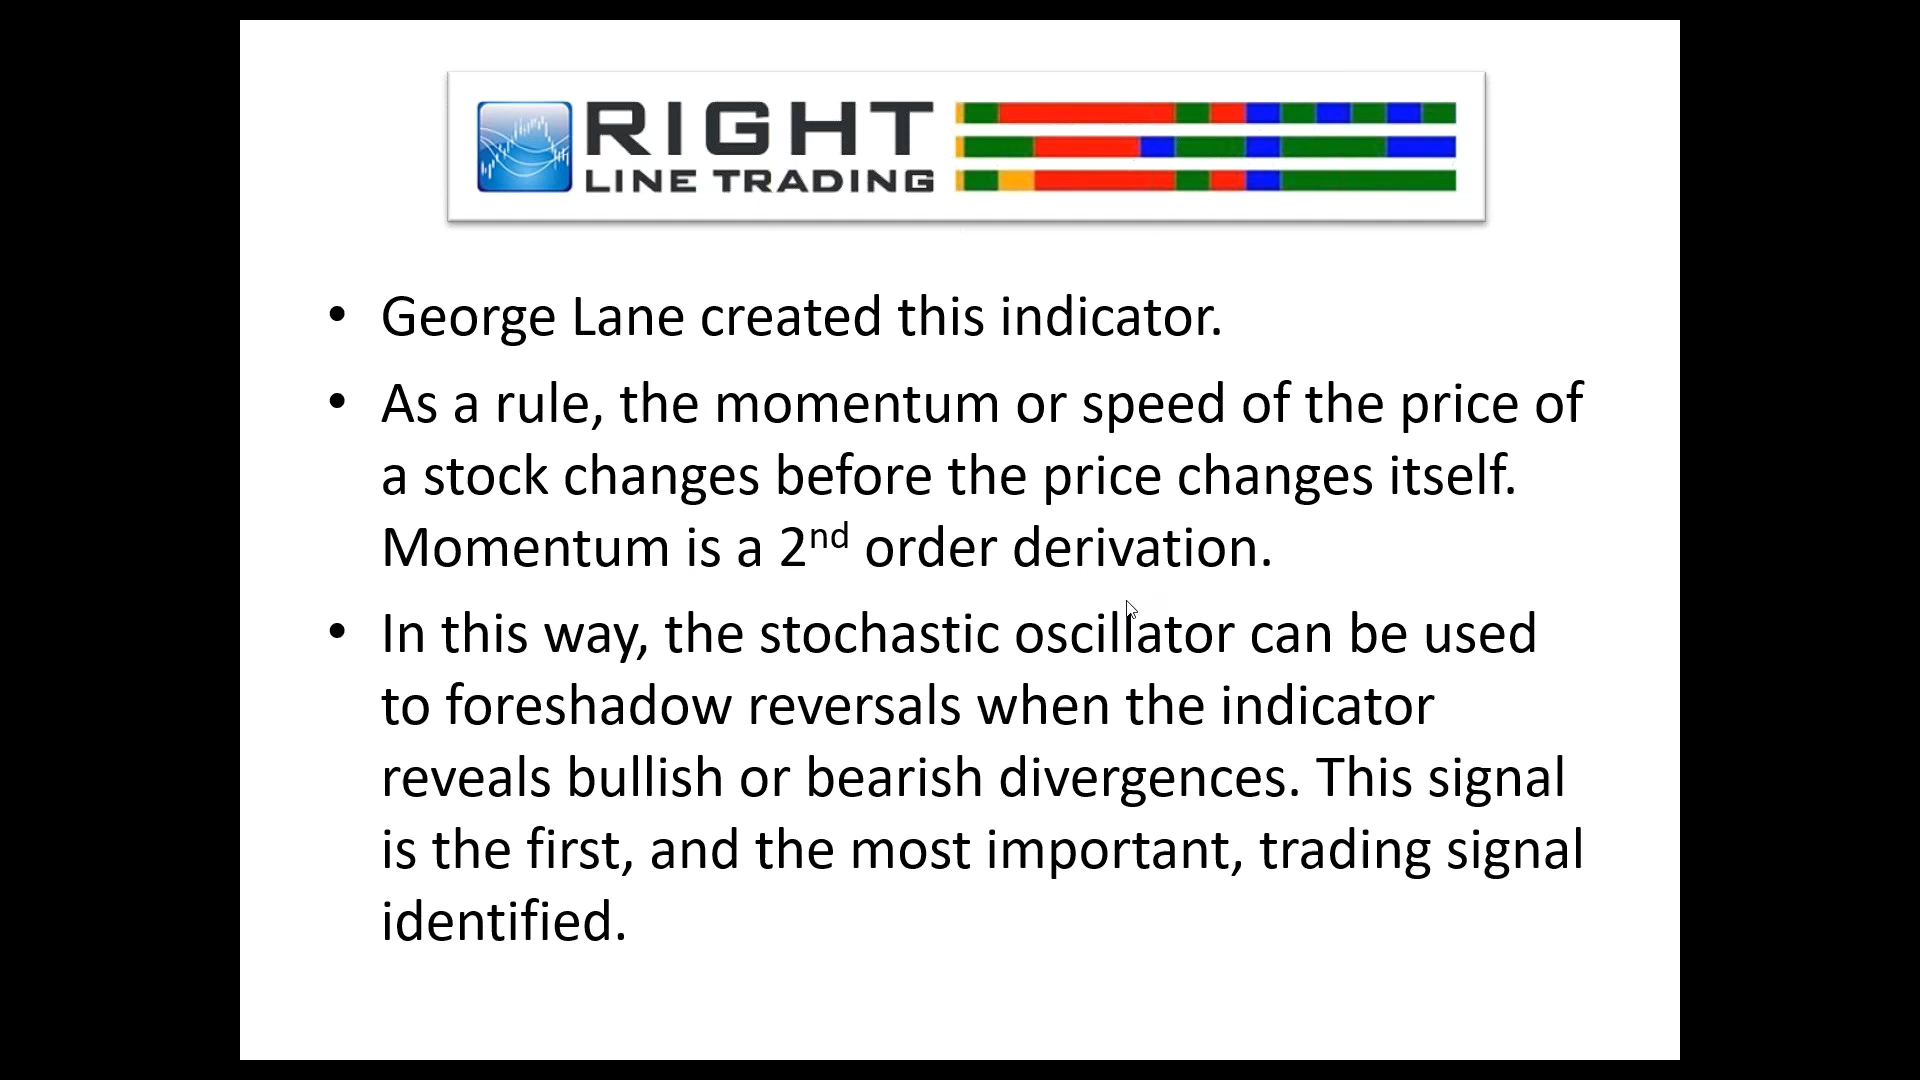 RIGHT
LINE TRADING
• George Lane created this indicator.
• As a rule, the momentum or speed of the price of
a stock changes before the price changes itself.
Momentum is a 2nd order derivation.
• In this way, the stochastic oscillator can be used
to foreshadow reversals when the indicator
reveals bullish or bearish divergences. This signal
is the first, and the most important, trading signal
identified.